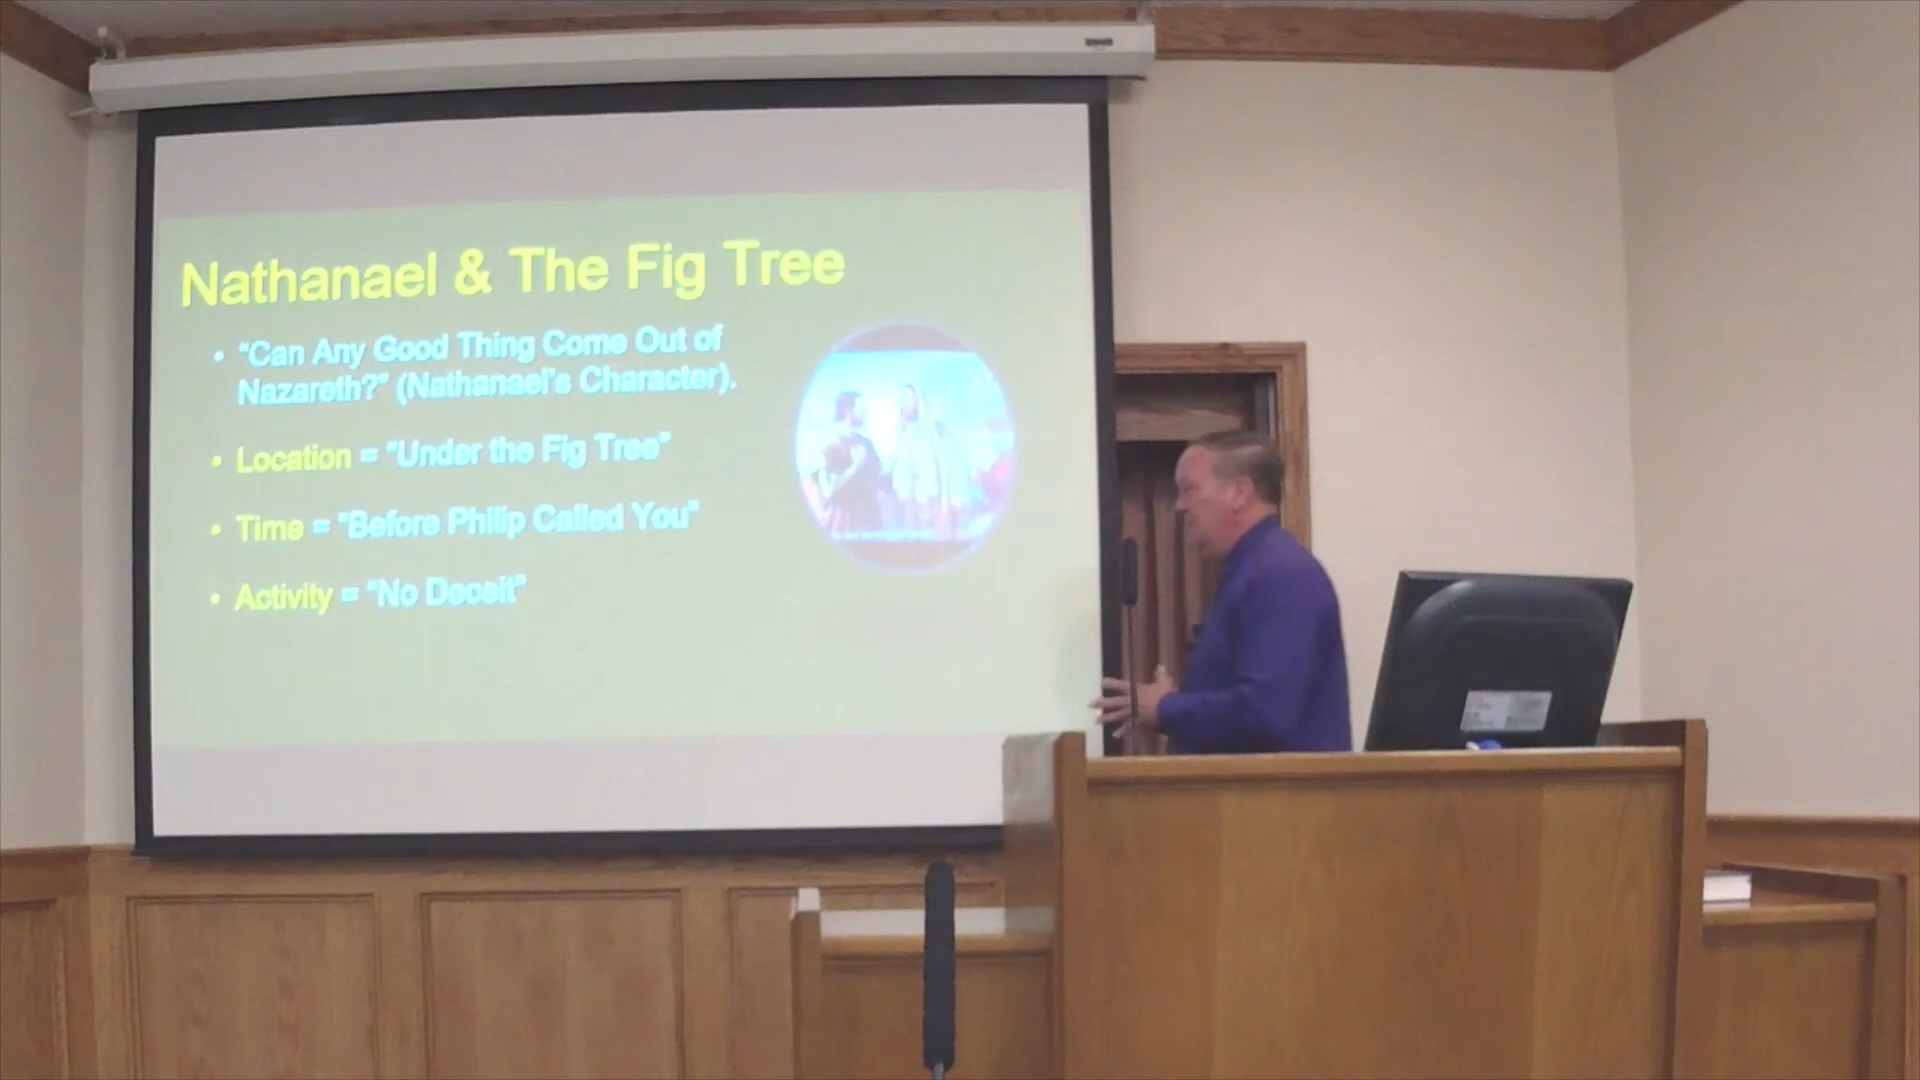 Nathanael & The Fig Tree
• “Can Any Good Thing Come Out of
Nazareth?” (Nathanael's Character).
• Location = “Under the Fig Tree”
• Time = “Before Philip Called You”
• Activity = “No Deceit”